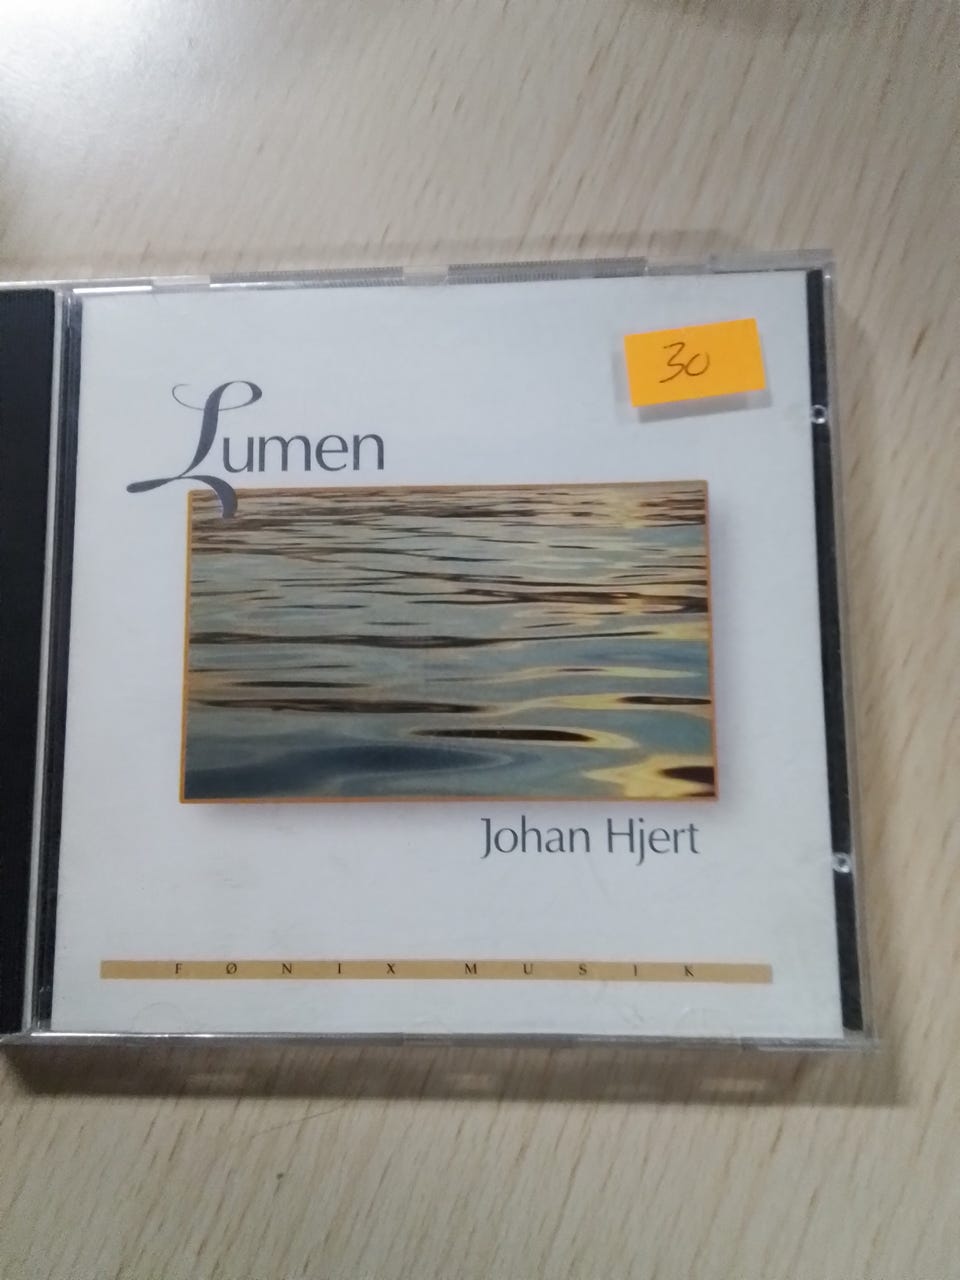 30
Lumen
Johan Hjert
FØNIX MUSIK